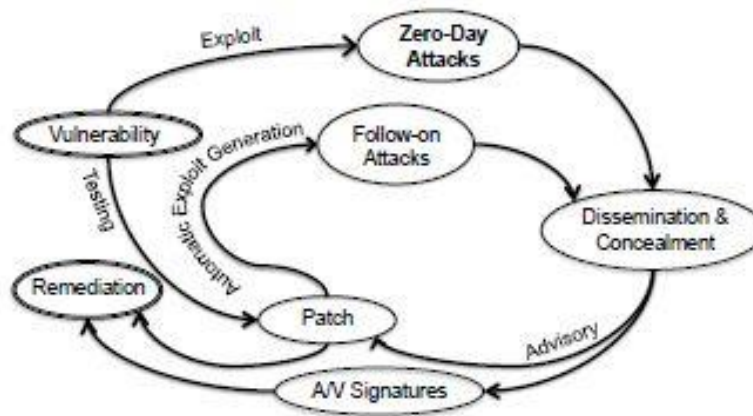 Exploit
Zero-Day
Attacks
Vulnerability
Automatic Exploit Generation
Follow-on
Attacks
Testing
Dissemination &
Concealment
Remediation
Patch
Advisory
A/V Signatures